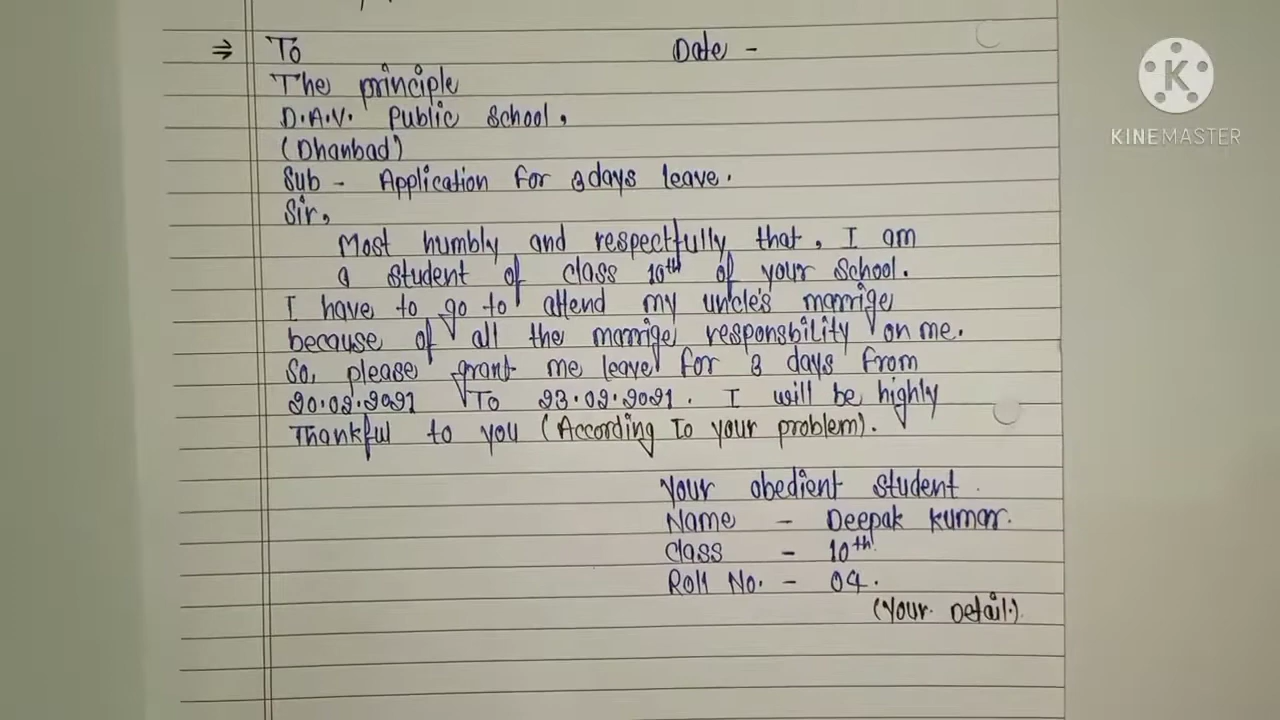 ⇒ To Date -
The principle
D.A.V. Public School,
(Dhanbad)
Sub - Application for 3 days leave.
Sir,
Most humbly and respectfully that, I am
a student of class 10th of your School.
I have to go to attend my uncle's marrige
because of all the marrige responsbility on me.
So, please grant me leave for 3 days from
20.02.2021 To 23.02.2021. I will be highly
Thankful to you (According To your problem).
Your obedient student.
Name - Deepak kumar.
Class - 10th.
Roll No. - 04.
(Your Detail.)
K
KINEMASTER